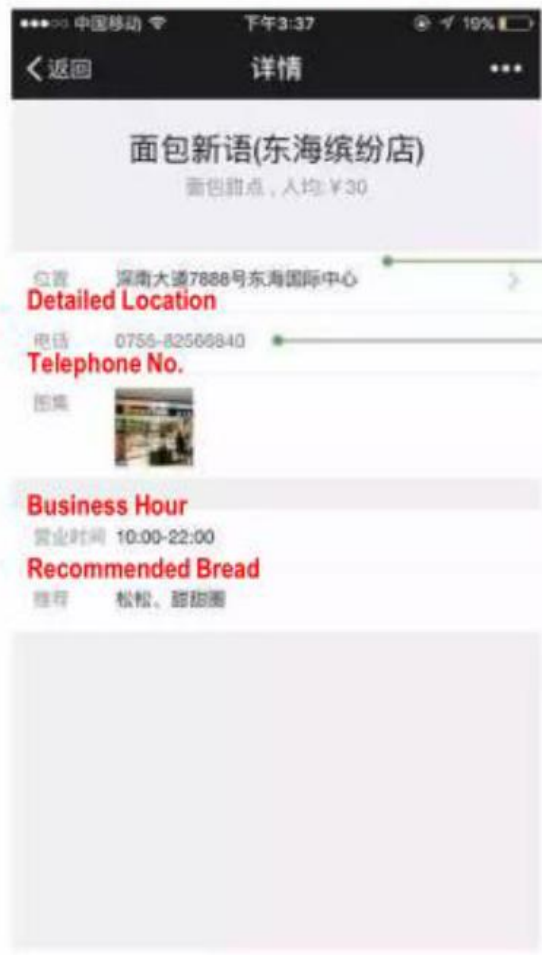 中国移动 下午3:37 19%
返回 详情
面包新语(东海缤纷店)
面包甜点，人均:￥30
位置 深南大道7888号东海国际中心
Detailed Location
电话 0755-82566840
Telephone No.
图集
Business Hour
营业时间 10:00-22:00
Recommended Bread
推荐 松松、甜甜圈